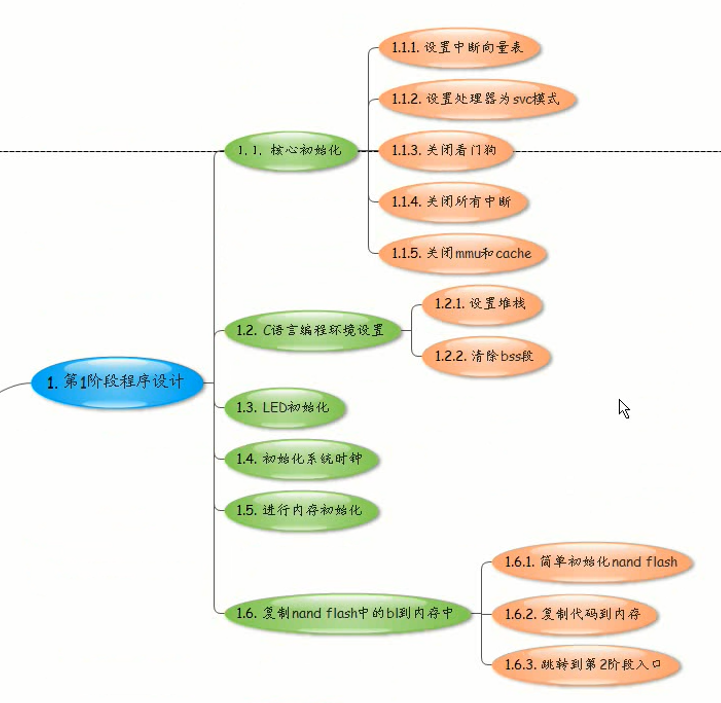 1. 第1阶段程序设计
1. 1. 核心初始化
1.1.1. 设置中断向量表
1.1.2. 设置处理器为svc模式
1.1.3. 关闭看门狗
1.1.4. 关闭所有中断
1.1.5. 关闭mmu和cache
1.2. C语言编程环境设置
1.2.1. 设置堆栈
1.2.2. 清除bss段
1.3. LED初始化
1.4. 初始化系统时钟
1.5. 进行内存初始化
1.6. 复制nand flash中的bl到内存中
1.6.1. 简单初始化nand flash
1.6.2. 复制代码到内存
1.6.3. 跳转到第2阶段入口